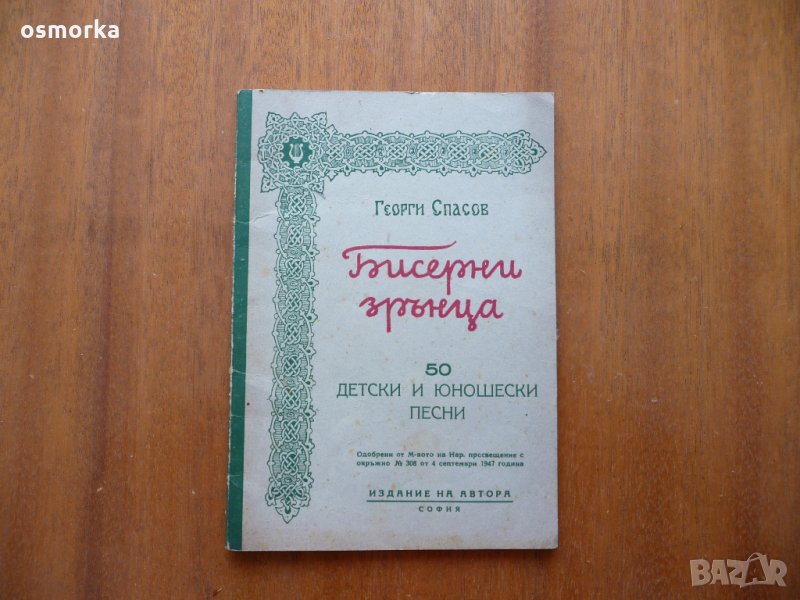 osmorka
Георги Спасов
Бисерни
зрънца
50
ДЕТСКИ И ЮНОШЕСКИ
ПЕСНИ
Одобрени от М-вото на Нар. просвещение с
окръжно № 308 от 4 септември 1947 година
ИЗДАНИЕ НА АВТОРА
СОФИЯ
BAZAR